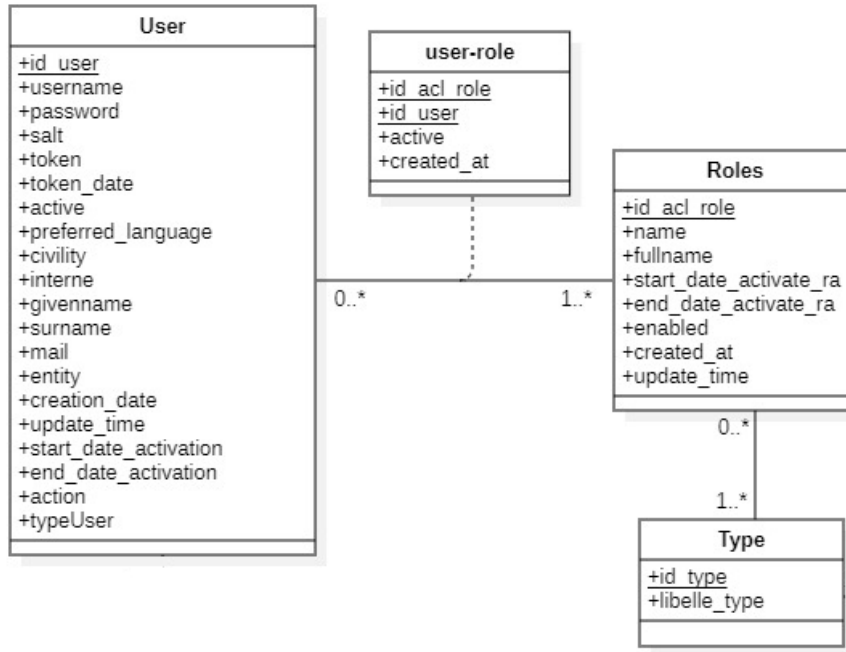 User
+id_user
+username
+password
+salt
+token
+token_date
+active
+preferred_language
+civility
+interne
+givenname
+surname
+mail
+entity
+creation_date
+update_time
+start_date_activation
+end_date_activation
+action
+typeUser
user-role
+id_acl_role
+id_user
+active
+created_at
0..*
1..*
Roles
+id_acl_role
+name
+fullname
+start_date_activate_ra
+end_date_activate_ra
+enabled
+created_at
+update_time
0..*
1..*
Type
+id_type
+libelle_type